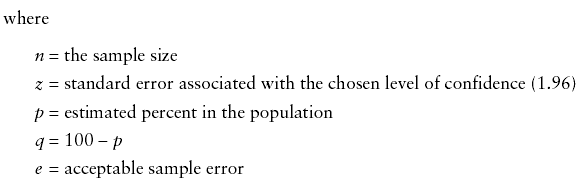 where
n = the sample size
z = standard error associated with the chosen level of confidence (1.96)
p = estimated percent in the population
q = 100 – p
e = acceptable sample error